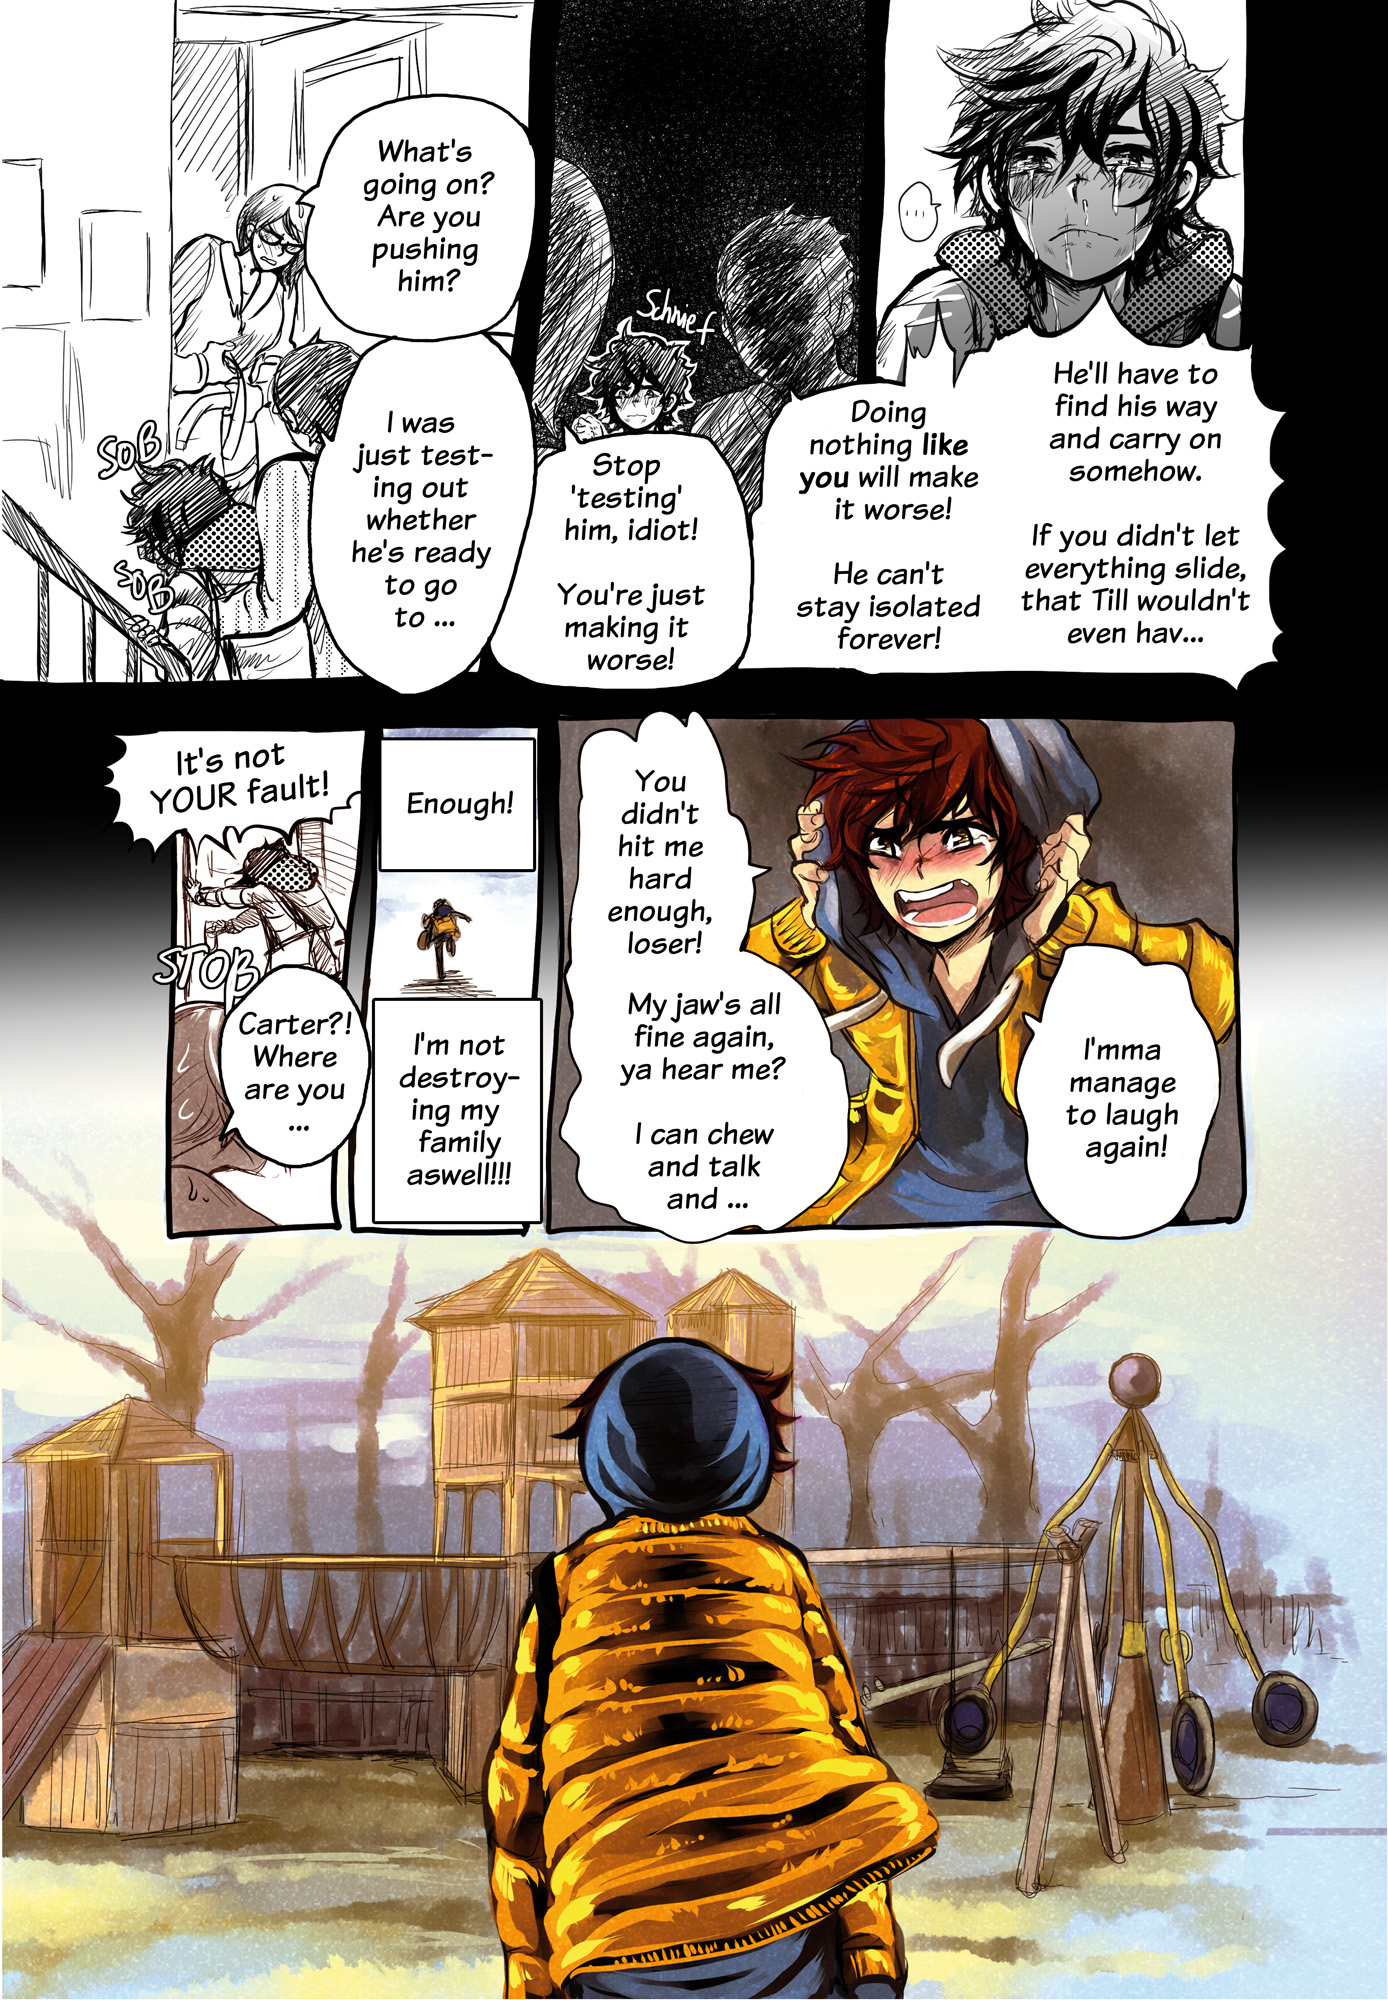 What's
going on?
Are you
pushing
him?
SOB
SOB
I was
just test-
ing out
whether
he's ready
to go
to ...
Schnief
Stop
'testing'
him, idiot!
You're just
making it
worse!
...
Doing
nothing like
you will make
it worse!
He can't
stay isolated
forever!
He'll have to
find his way
and carry on
somehow.
If you didn't let
everything slide,
that Till wouldn't
even hav...
It's not
YOUR fault!
STOB
Carter?!
Where
are you
...
Enough!
I'm not
destroy-
ing my
family
aswell!!!
You
didn't
hit me
hard
enough,
loser!
My jaw's all
fine again,
ya hear me?
I can chew
and talk
and ...
I'mma
manage
to laugh
again!